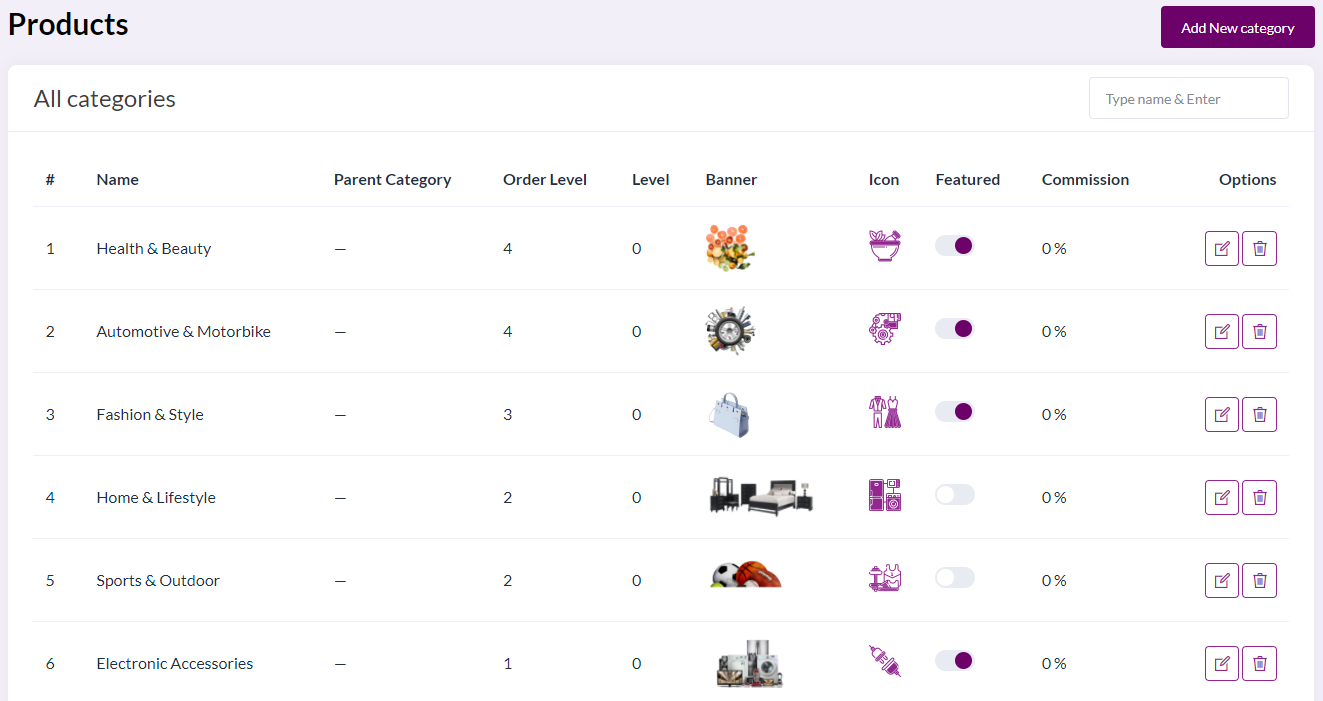 Products
Add New category
All categories
Type name & Enter
# Name Parent Category Order Level Level Banner Icon Featured Commission Options
1 Health & Beauty — 4 0 0 %
2 Automotive & Motorbike — 4 0 0 %
3 Fashion & Style — 3 0 0 %
4 Home & Lifestyle — 2 0 0 %
5 Sports & Outdoor — 2 0 0 %
6 Electronic Accessories — 1 0 0 %